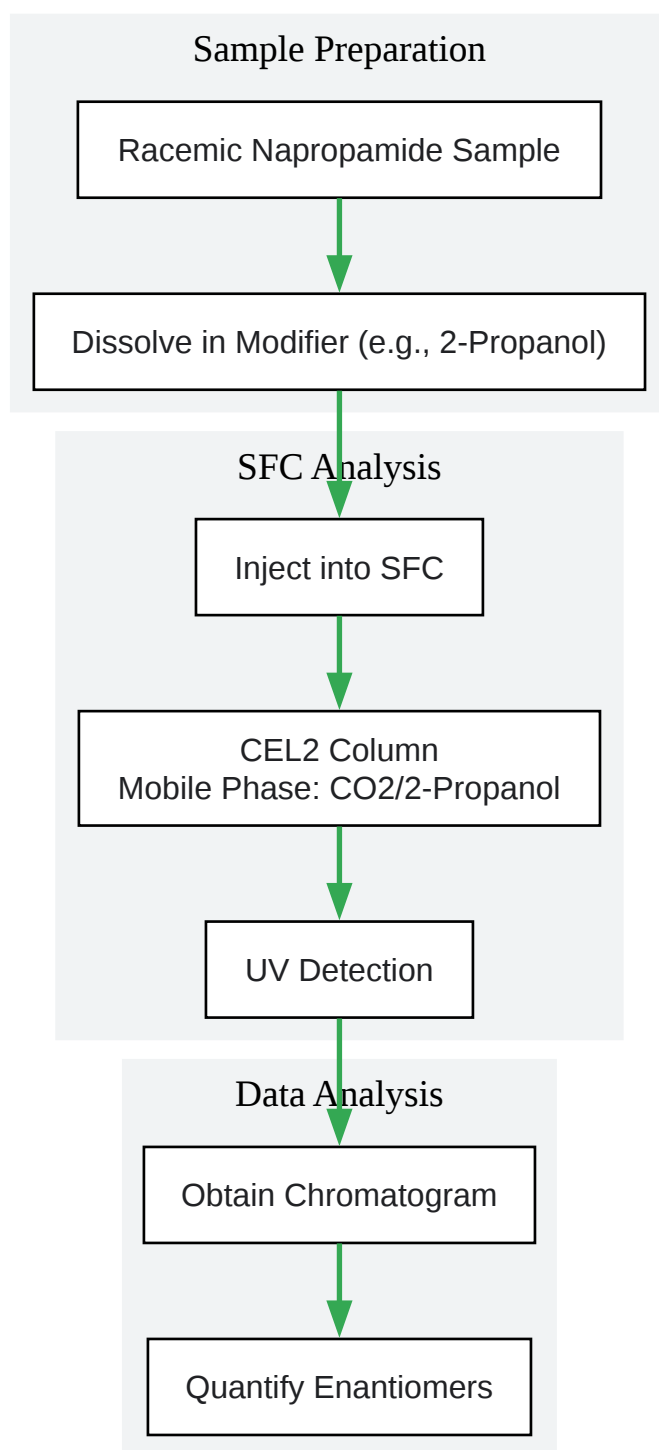 Sample Preparation
Racemic Napropamide Sample
Dissolve in Modifier (e.g., 2-Propanol)
SFC Analysis
Inject into SFC
CEL2 Column
Mobile Phase: CO2/2-Propanol
UV Detection
Data Analysis
Obtain Chromatogram
Quantify Enantiomers